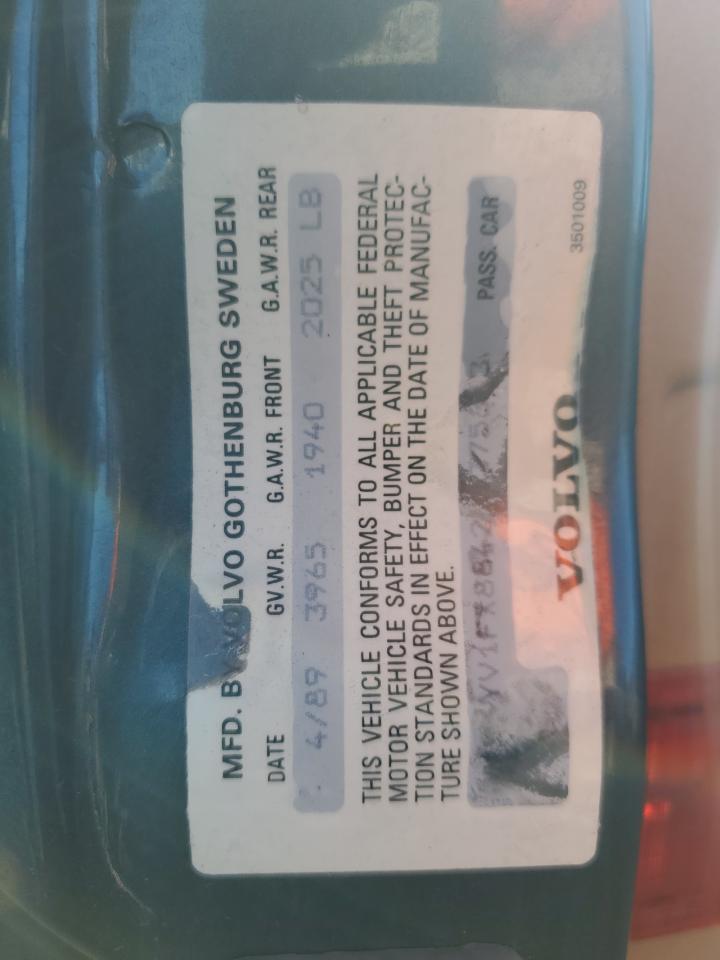 MFD. BY VOLVO GOTHENBURG SWEDEN
DATE GV.W.R. G.A.W.R. FRONT G.A.W.R. REAR
4/89 3965 1940 2025 LB
THIS VEHICLE CONFORMS TO ALL APPLICABLE FEDERAL
MOTOR VEHICLE SAFETY, BUMPER AND THEFT PROTEC-
TION STANDARDS IN EFFECT ON THE DATE OF MANUFAC-
TURE SHOWN ABOVE.
PASS. CAR
VOLVO
3501009